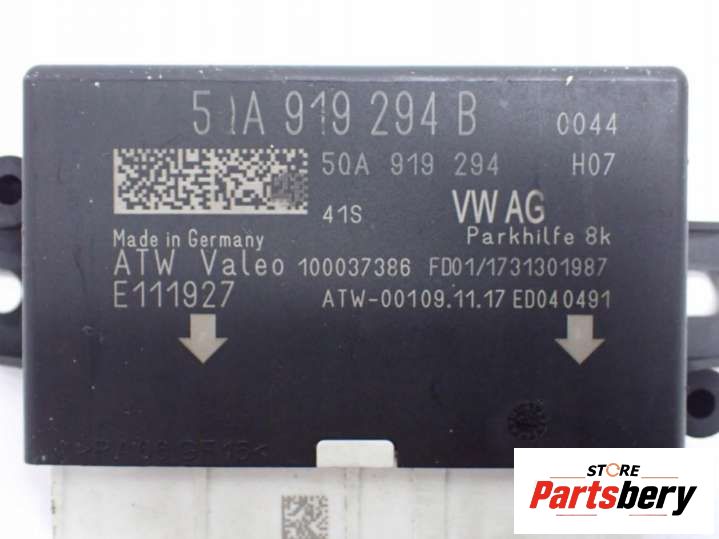 5QA 919 294 B
0044
5QA 919 294
H07
41S
VW AG
Parkhilfe 8k
Made in Germany
ATW Valeo 100037386 FD01/1731301987
E111927
ATW-00109.11.17 ED040491
STORE
Partsbery